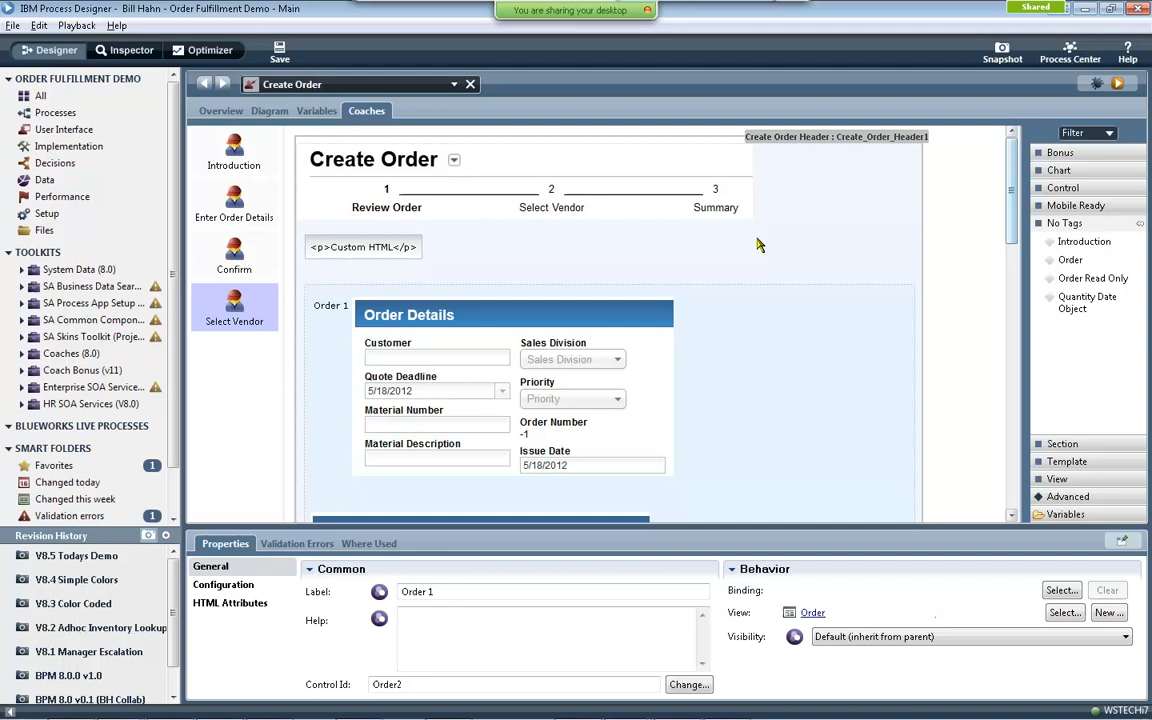 IBM Process Designer - Bill Hahn - Order Fulfillment Demo - Main
You are sharing your desktop
Shared
File Edit Playback Help
Designer Inspector Optimizer
Save
Snapshot Process Center Help
ORDER FULFILLMENT DEMO
All
Processes
User Interface
Implementation
Decisions
Data
Performance
Setup
Files
TOOLKITS
System Data (8.0)
SA Business Data Sear...
SA Process App Setup ...
SA Common Compon...
SA Skins Toolkit (Proje...
Coaches (8.0)
Coach Bonus (v11)
Enterprise SOA Service...
HR SOA Services (V8.0)
BLUEWORKS LIVE PROCESSES
SMART FOLDERS
Favorites 1
Changed today
Changed this week
Validation errors 1
Revision History
V8.5 Todays Demo
V8.4 Simple Colors
V8.3 Color Coded
V8.2 Adhoc Inventory Lookup
V8.1 Manager Escalation
BPM 8.0.0 v1.0
BPM 8.0 v0.1 (BH Collab)
Create Order
Overview Diagram Variables Coaches
Introduction
Enter Order Details
Confirm
Select Vendor
Create Order Header : Create_Order_Header1
Create Order
1 2 3
Review Order Select Vendor Summary
<p>Custom HTML</p>
Order 1
Order Details
Customer
Quote Deadline
5/18/2012
Material Number
Material Description
Sales Division
Sales Division
Priority
Priority
Order Number
-1
Issue Date
5/18/2012
Filter
Bonus
Chart
Control
Mobile Ready
No Tags
Introduction
Order
Order Read Only
Quantity Date
Object
Section
Template
View
Advanced
Variables
Properties Validation Errors Where Used
General
Configuration
HTML Attributes
Common
Label: Order 1
Help:
Control Id: Order2 Change...
Behavior
Binding: Select... Clear
View: Order Select... New ...
Visibility: Default (inherit from parent)
WSTECHi7